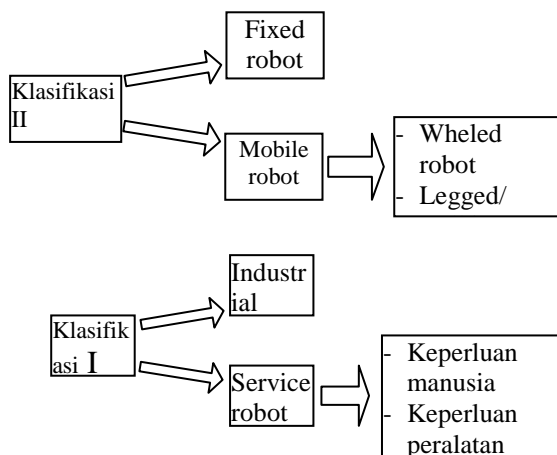 Fixed
robot
Klasifikasi
II
Mobile
robot
- Wheled
robot
- Legged/
Industr
ial
Klasifik
asi I
Service
robot
- Keperluan
manusia
- Keperluan
peralatan